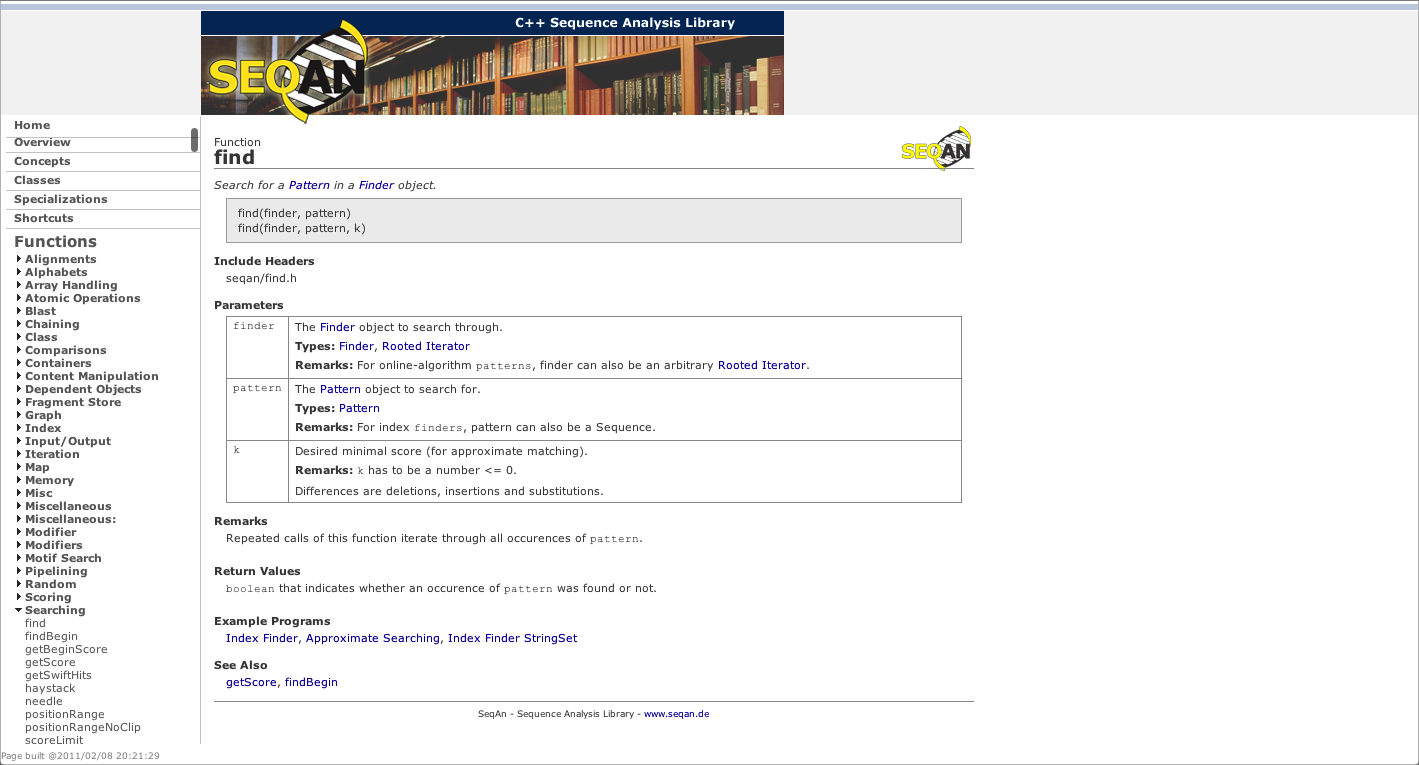 C++ Sequence Analysis Library
SEQAN
Home
Overview
Concepts
Classes
Specializations
Shortcuts
Functions
Alignments
Alphabets
Array Handling
Atomic Operations
Blast
Chaining
Class
Comparisons
Containers
Content Manipulation
Dependent Objects
Fragment Store
Graph
Index
Input/Output
Iteration
Map
Memory
Misc
Miscellaneous
Miscellaneous:
Modifier
Modifiers
Motif Search
Pipelining
Random
Scoring
Searching
find
findBegin
getBeginScore
getScore
getSwiftHits
haystack
needle
positionRange
positionRangeNoClip
scoreLimit
Page built @2011/02/08 20:21:29
Function
find
SEQAN
Search for a Pattern in a Finder object.
find(finder, pattern)
find(finder, pattern, k)
Include Headers
seqan/find.h
Parameters
finder
The Finder object to search through.
Types: Finder, Rooted Iterator
Remarks: For online-algorithm patterns, finder can also be an arbitrary Rooted Iterator.
pattern
The Pattern object to search for.
Types: Pattern
Remarks: For index finders, pattern can also be a Sequence.
k
Desired minimal score (for approximate matching).
Remarks: k has to be a number <= 0.
Differences are deletions, insertions and substitutions.
Remarks
Repeated calls of this function iterate through all occurences of pattern.
Return Values
boolean that indicates whether an occurence of pattern was found or not.
Example Programs
Index Finder, Approximate Searching, Index Finder StringSet
See Also
getScore, findBegin
SeqAn - Sequence Analysis Library - www.seqan.de